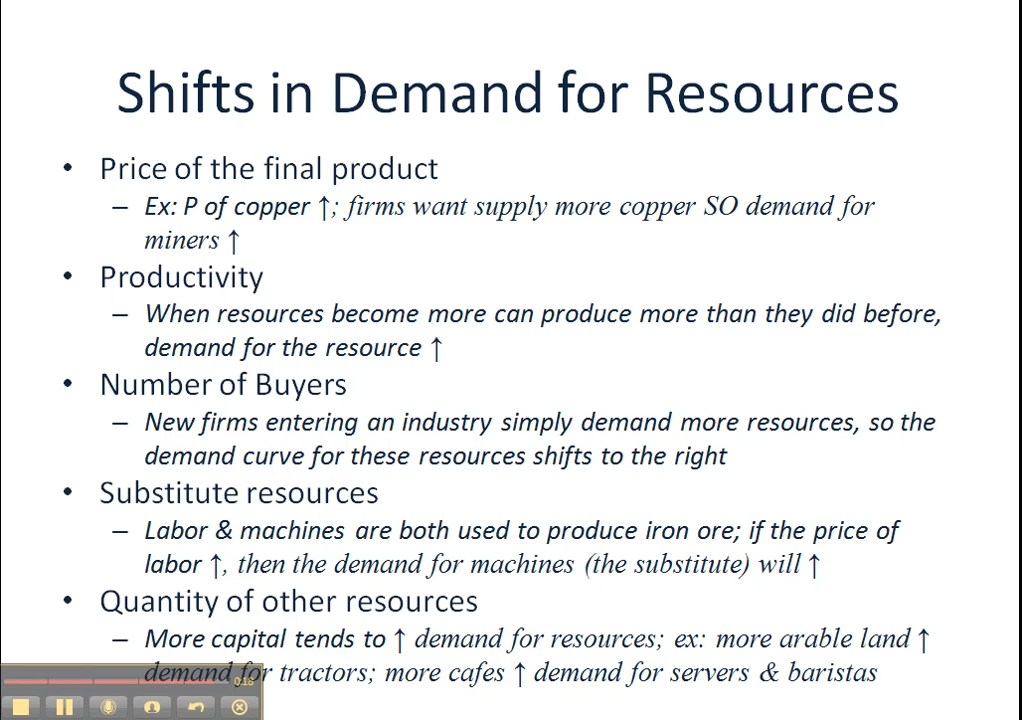 Shifts in Demand for Resources
• Price of the final product
– Ex: P of copper ↑; firms want supply more copper SO demand for
miners ↑
• Productivity
– When resources become more can produce more than they did before,
demand for the resource ↑
• Number of Buyers
– New firms entering an industry simply demand more resources, so the
demand curve for these resources shifts to the right
• Substitute resources
– Labor & machines are both used to produce iron ore; if the price of
labor ↑, then the demand for machines (the substitute) will ↑
• Quantity of other resources
– More capital tends to ↑ demand for resources; ex: more arable land ↑
demand for tractors; more cafes ↑ demand for servers & baristas
0:18